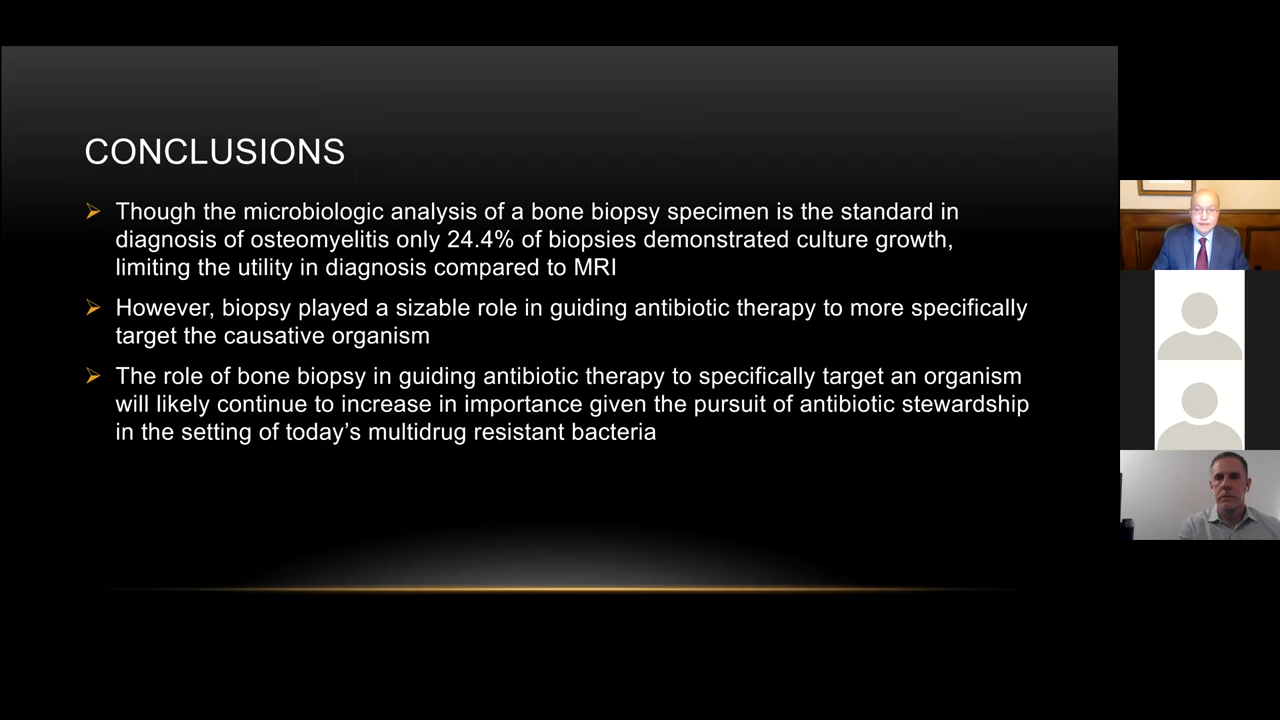 CONCLUSIONS
Though the microbiologic analysis of a bone biopsy specimen is the standard in
diagnosis of osteomyelitis only 24.4% of biopsies demonstrated culture growth,
limiting the utility in diagnosis compared to MRI
However, biopsy played a sizable role in guiding antibiotic therapy to more specifically
target the causative organism
The role of bone biopsy in guiding antibiotic therapy to specifically target an organism
will likely continue to increase in importance given the pursuit of antibiotic stewardship
in the setting of today's multidrug resistant bacteria